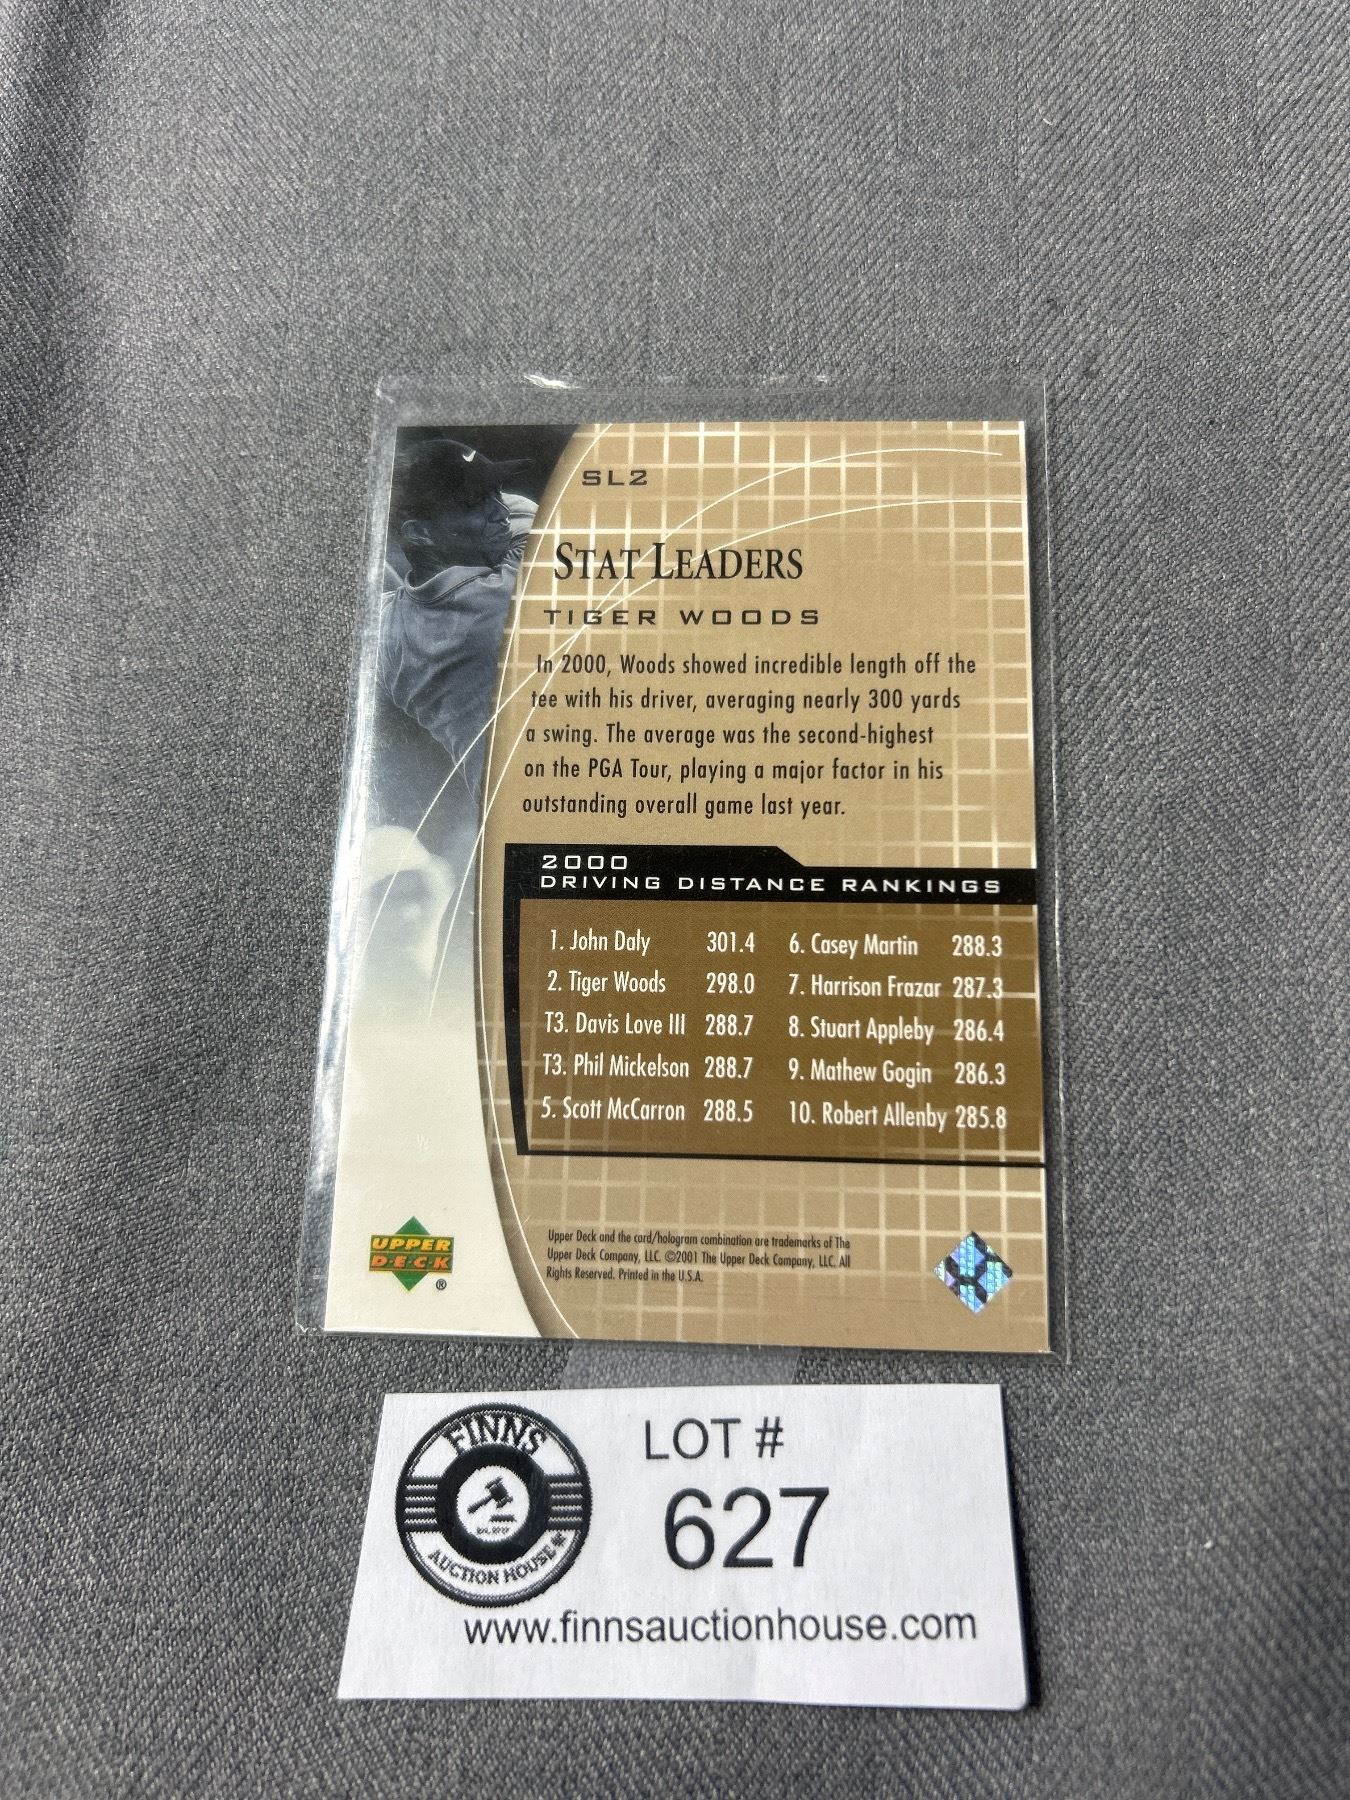 SL2
STAT LEADERS
TIGER WOODS
In 2000, Woods showed incredible length off the
tee with his driver, averaging nearly 300 yards
a swing. The average was the second-highest
on the PGA Tour, playing a major factor in his
outstanding overall game last year.
2000
DRIVING DISTANCE RANKINGS
1. John Daly 301.4 6. Casey Martin 288.3
2. Tiger Woods 298.0 7. Harrison Frazar 287.3
T3. Davis Love III 288.7 8. Stuart Appleby 286.4
T3. Phil Mickelson 288.7 9. Mathew Gogin 286.3
5. Scott McCarron 288.5 10. Robert Allenby 285.8
Upper Deck and the card/hologram combination are trademarks of The
Upper Deck Company, LLC. ©2001 The Upper Deck Company, LLC. All
Rights Reserved. Printed in the U.S.A.
UPPER
D·E·C·K
®
FINNS
AUCTION HOUSE
LOT #
627
www.finnsauctionhouse.com